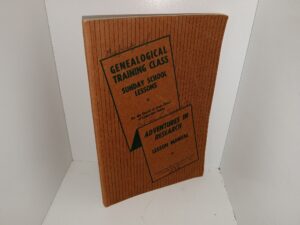 GENEALOGICAL
TRAINING CLASS
SUNDAY SCHOOL
LESSONS
ADVENTURES IN
RESEARCH
LESSON MANUAL